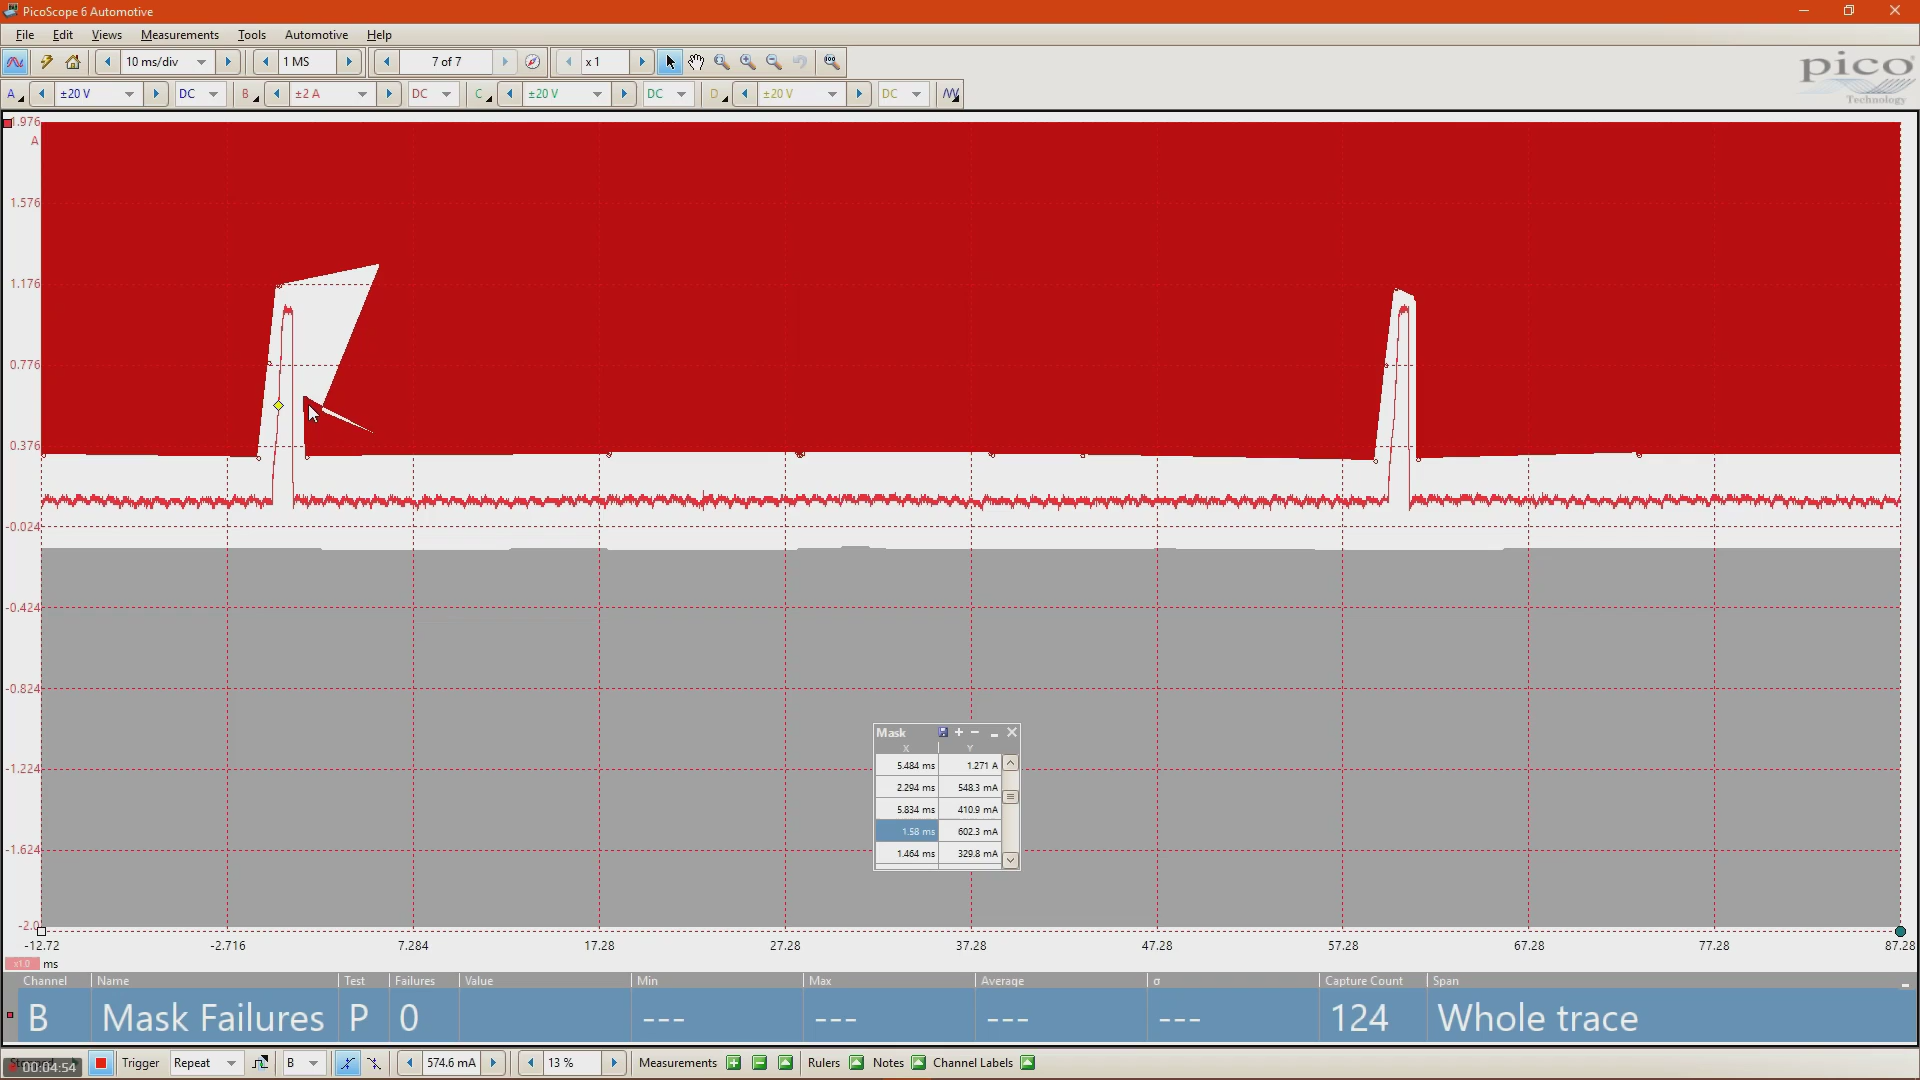 PicoScope 6 Automotive
File Edit Views Measurements Tools Automotive Help
10 ms/div 1 MS 7 of 7 x 1
pico
Technology
A ±20 V DC B ±2 A DC C ±20 V DC D ±20 V DC
1.976
A
1.576
1.176
0.776
0.376
-0.024
-0.424
-0.824
-1.224
-1.624
-2.0
Mask
X Y
5.484 ms 1.271 A
2.294 ms 548.3 mA
5.834 ms 410.9 mA
1.58 ms 602.3 mA
1.464 ms 329.8 mA
-12.72 -2.716 7.284 17.28 27.28 37.28 47.28 57.28 67.28 77.28 87.28
x1.0 ms
Channel Name Test Failures Value Min Max Average σ Capture Count Span
B Mask Failures P 0 --- --- --- --- 124 Whole trace
00:04:54 Trigger Repeat B 574.6 mA 13 % Measurements Rulers Notes Channel Labels